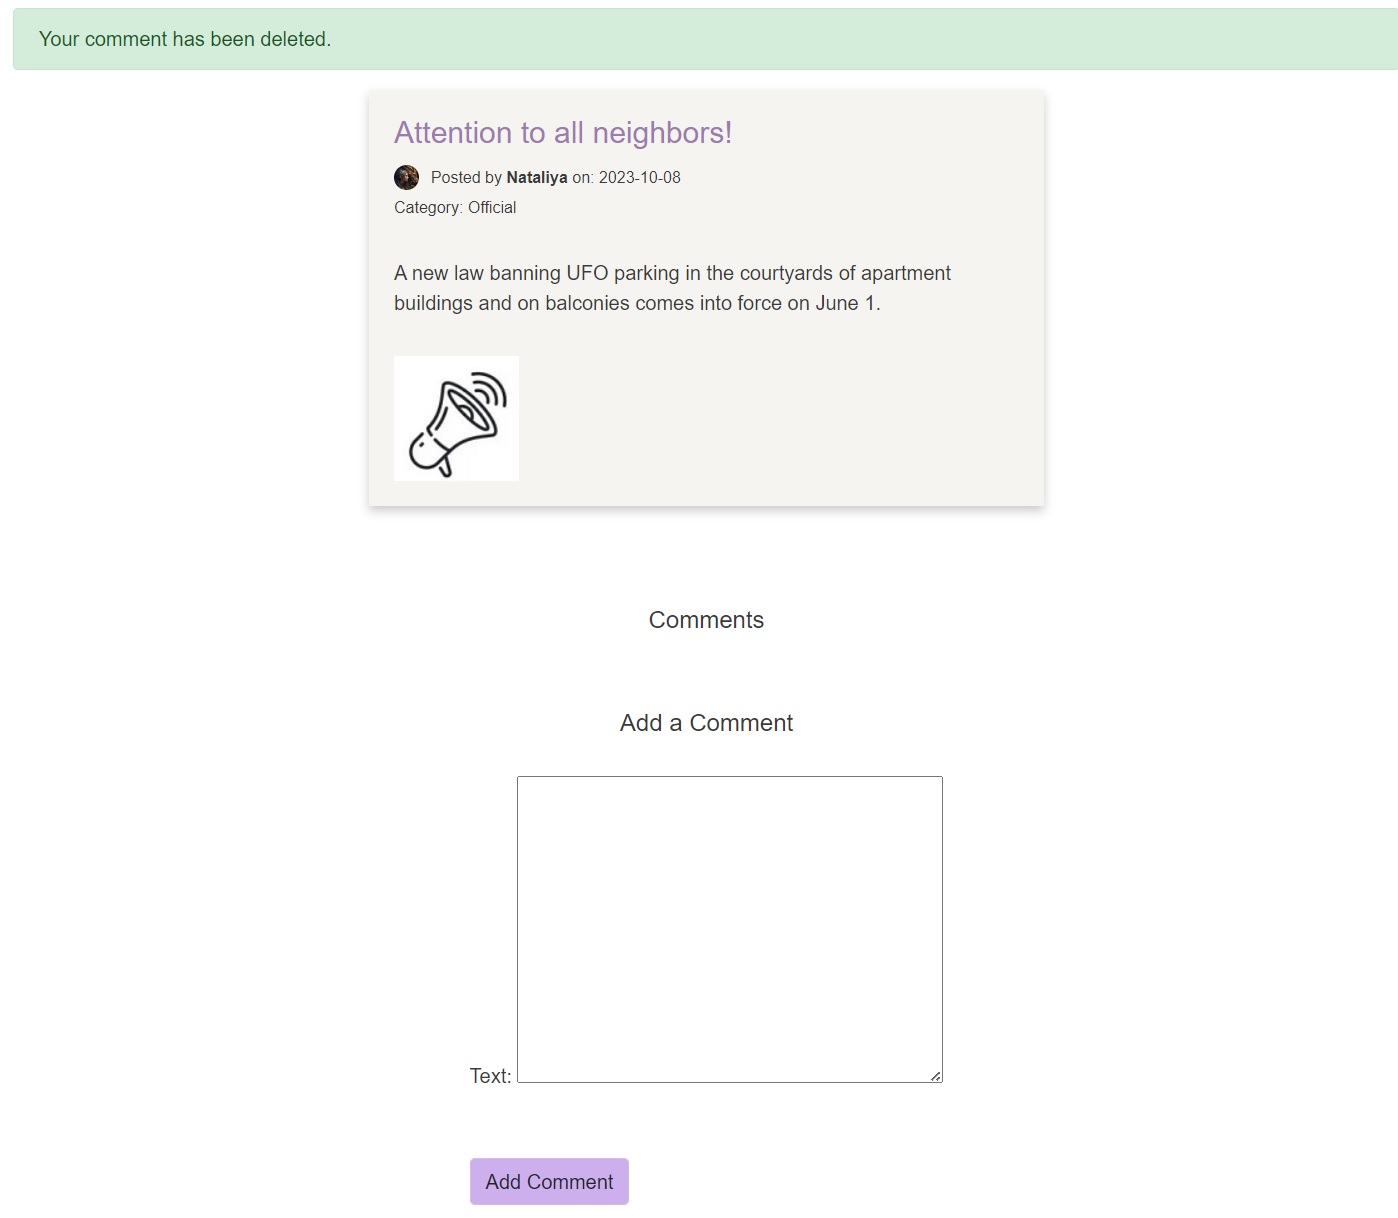 Your comment has been deleted.
Attention to all neighbors!
Posted by Nataliya on: 2023-10-08
Category: Official
A new law banning UFO parking in the courtyards of apartment
buildings and on balconies comes into force on June 1.
Comments
Add a Comment
Text:
Add Comment